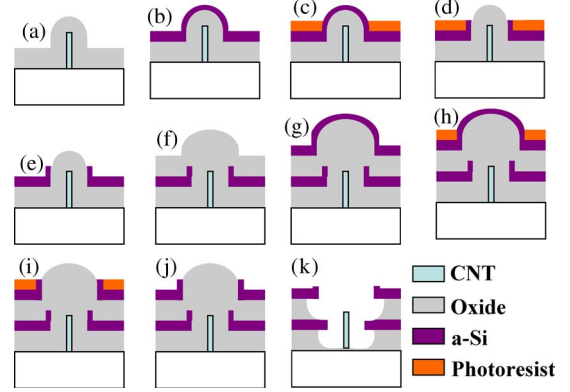 (a)
(b)
(c)
(d)
(e)
(f)
(g)
(h)
(i)
(j)
(k)
CNT
Oxide
a-Si
Photoresist